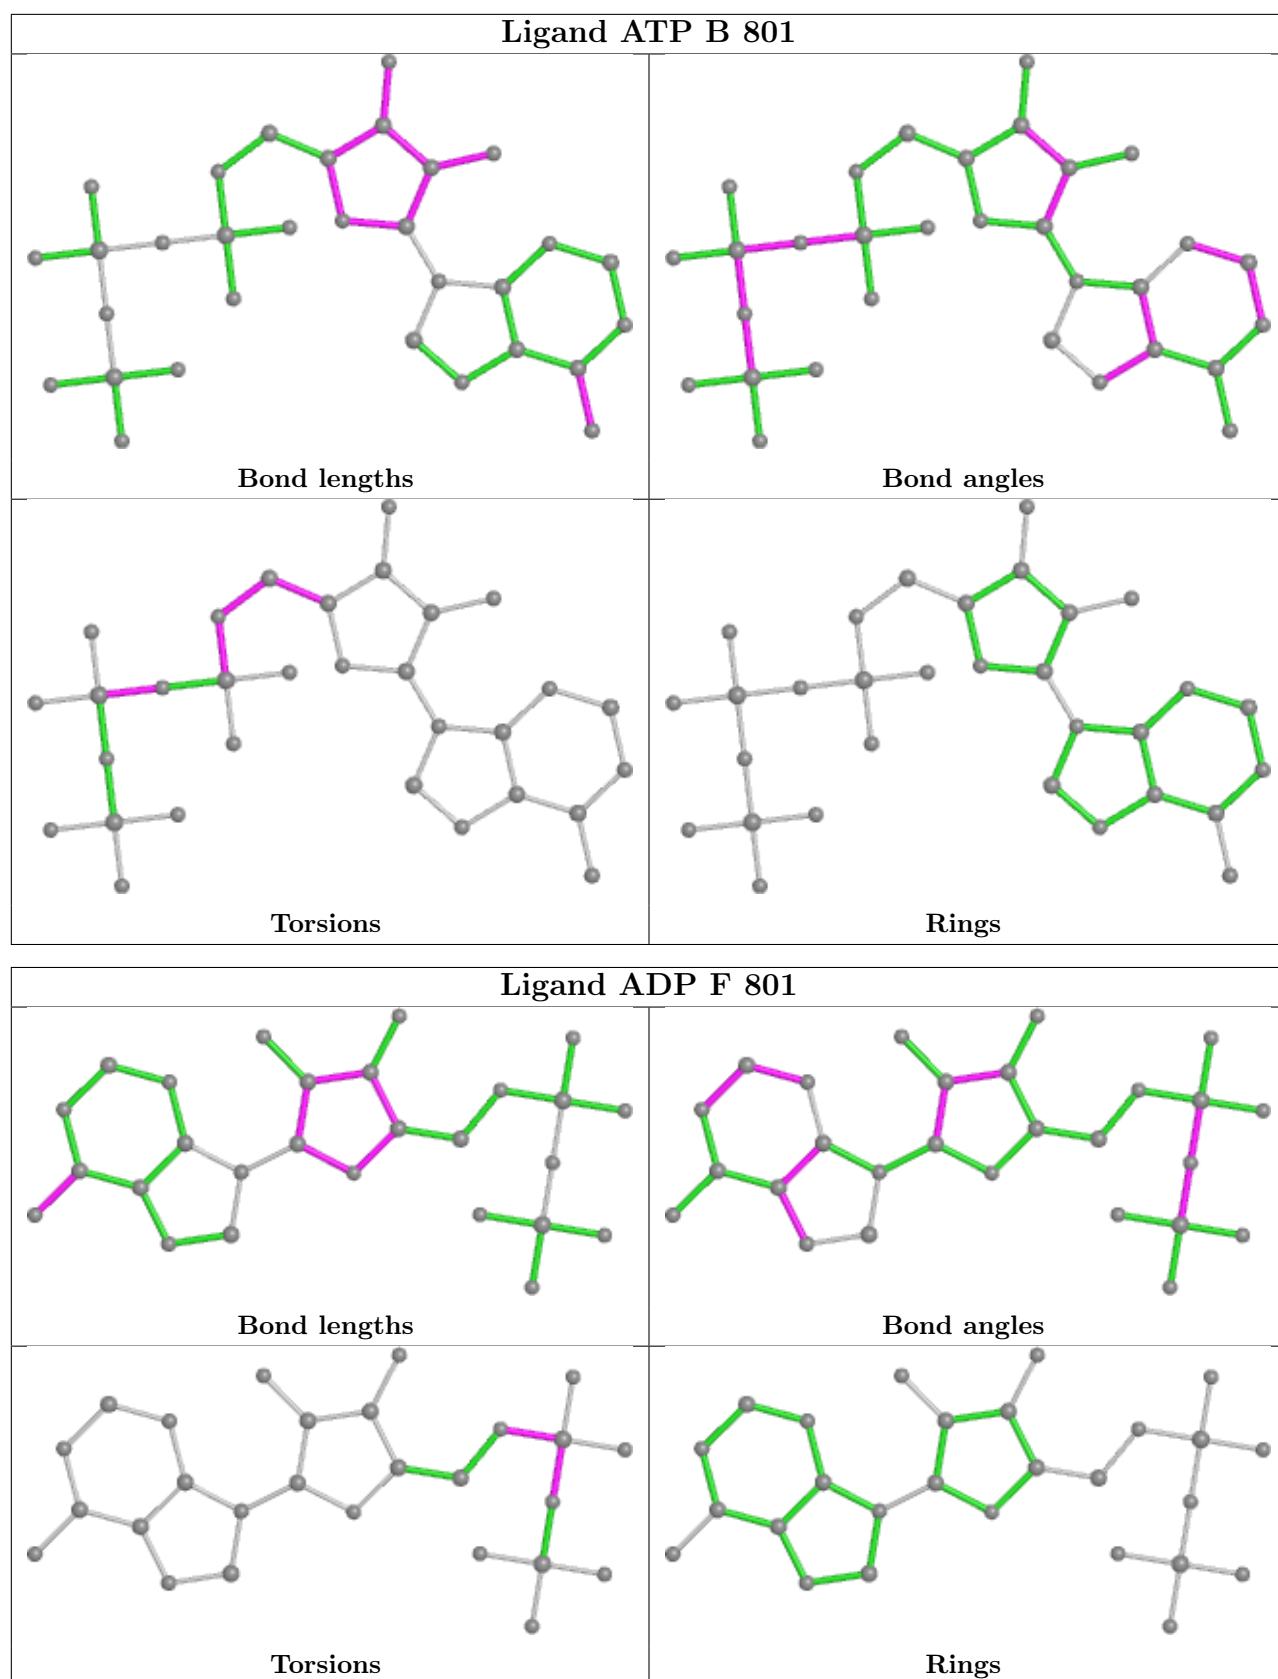 Ligand ATP B 801
Bond lengths
Bond angles
Torsions
Rings
Ligand ADP F 801
Bond lengths
Bond angles
Torsions
Rings